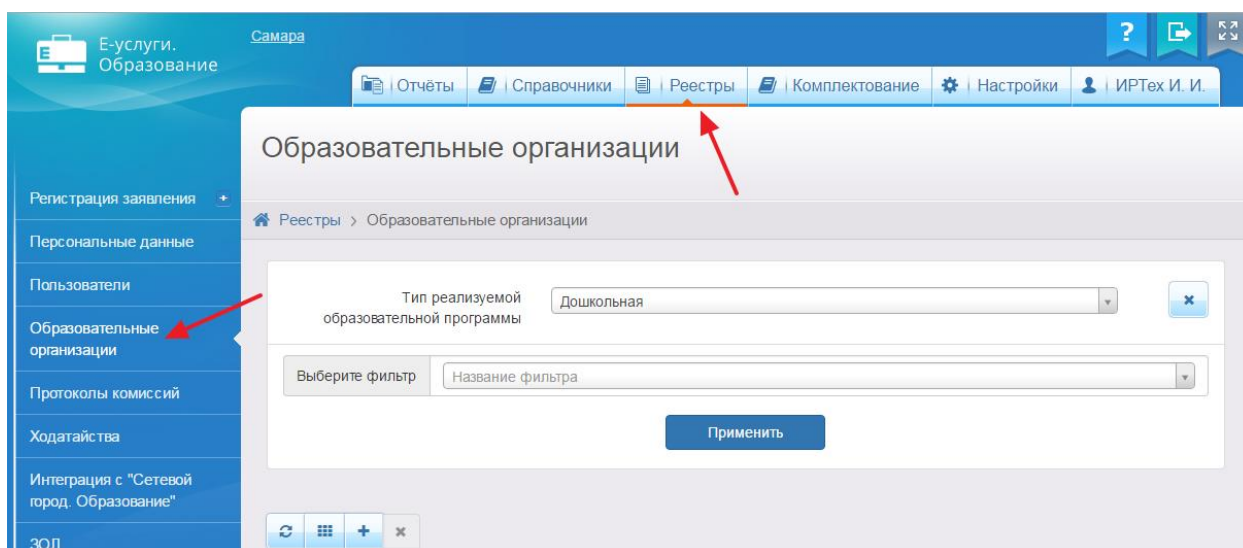 Е-услуги.
Образование
Самара
?
Отчёты
Справочники
Реестры
Комплектование
Настройки
ИРТех И. И.
Образовательные организации
Регистрация заявления
Персональные данные
Пользователи
Образовательные
организации
Протоколы комиссий
Ходатайства
Интеграция с "Сетевой
город. Образование"
ЗОЛ
Реестры > Образовательные организации
Тип реализуемой
образовательной программы
Дошкольная
Выберите фильтр
Название фильтра
Применить